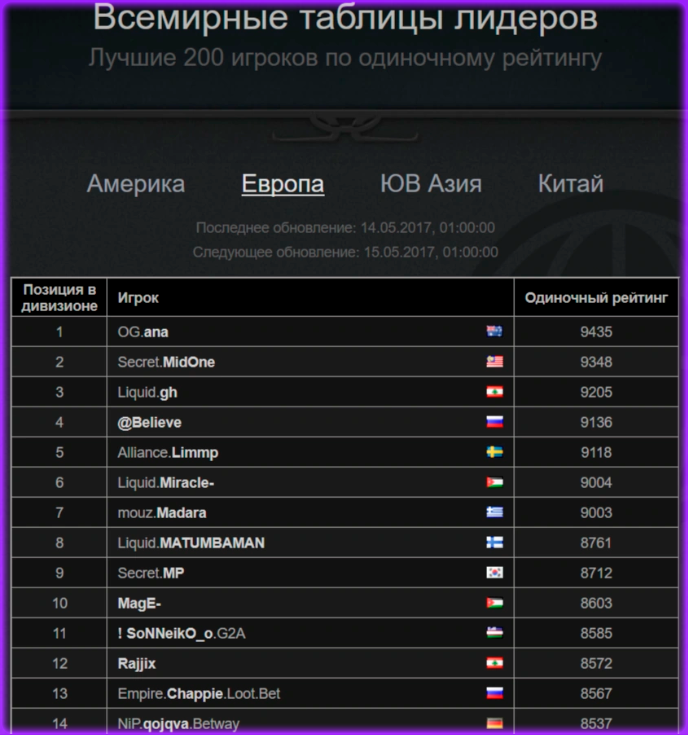 Всемирные таблицы лидеров
Лучшие 200 игроков по одиночному рейтингу
Америка Европа ЮВ Азия Китай
Последнее обновление: 14.05.2017, 01:00:00
Следующее обновление: 15.05.2017, 01:00:00
Позиция в дивизионе Игрок Одиночный рейтинг
1 OG.ana 9435
2 Secret.MidOne 9348
3 Liquid.gh 9205
4 @Believe 9136
5 Alliance.Limmp 9118
6 Liquid.Miracle- 9004
7 mouz.Madara 9003
8 Liquid.MATUMBAMAN 8761
9 Secret.MP 8712
10 MagE- 8603
11 ! SoNNeikO_o.G2A 8585
12 Rajjix 8572
13 Empire.Chappie.Loot.Bet 8567
14 NiP.qojqva.Betway 8537